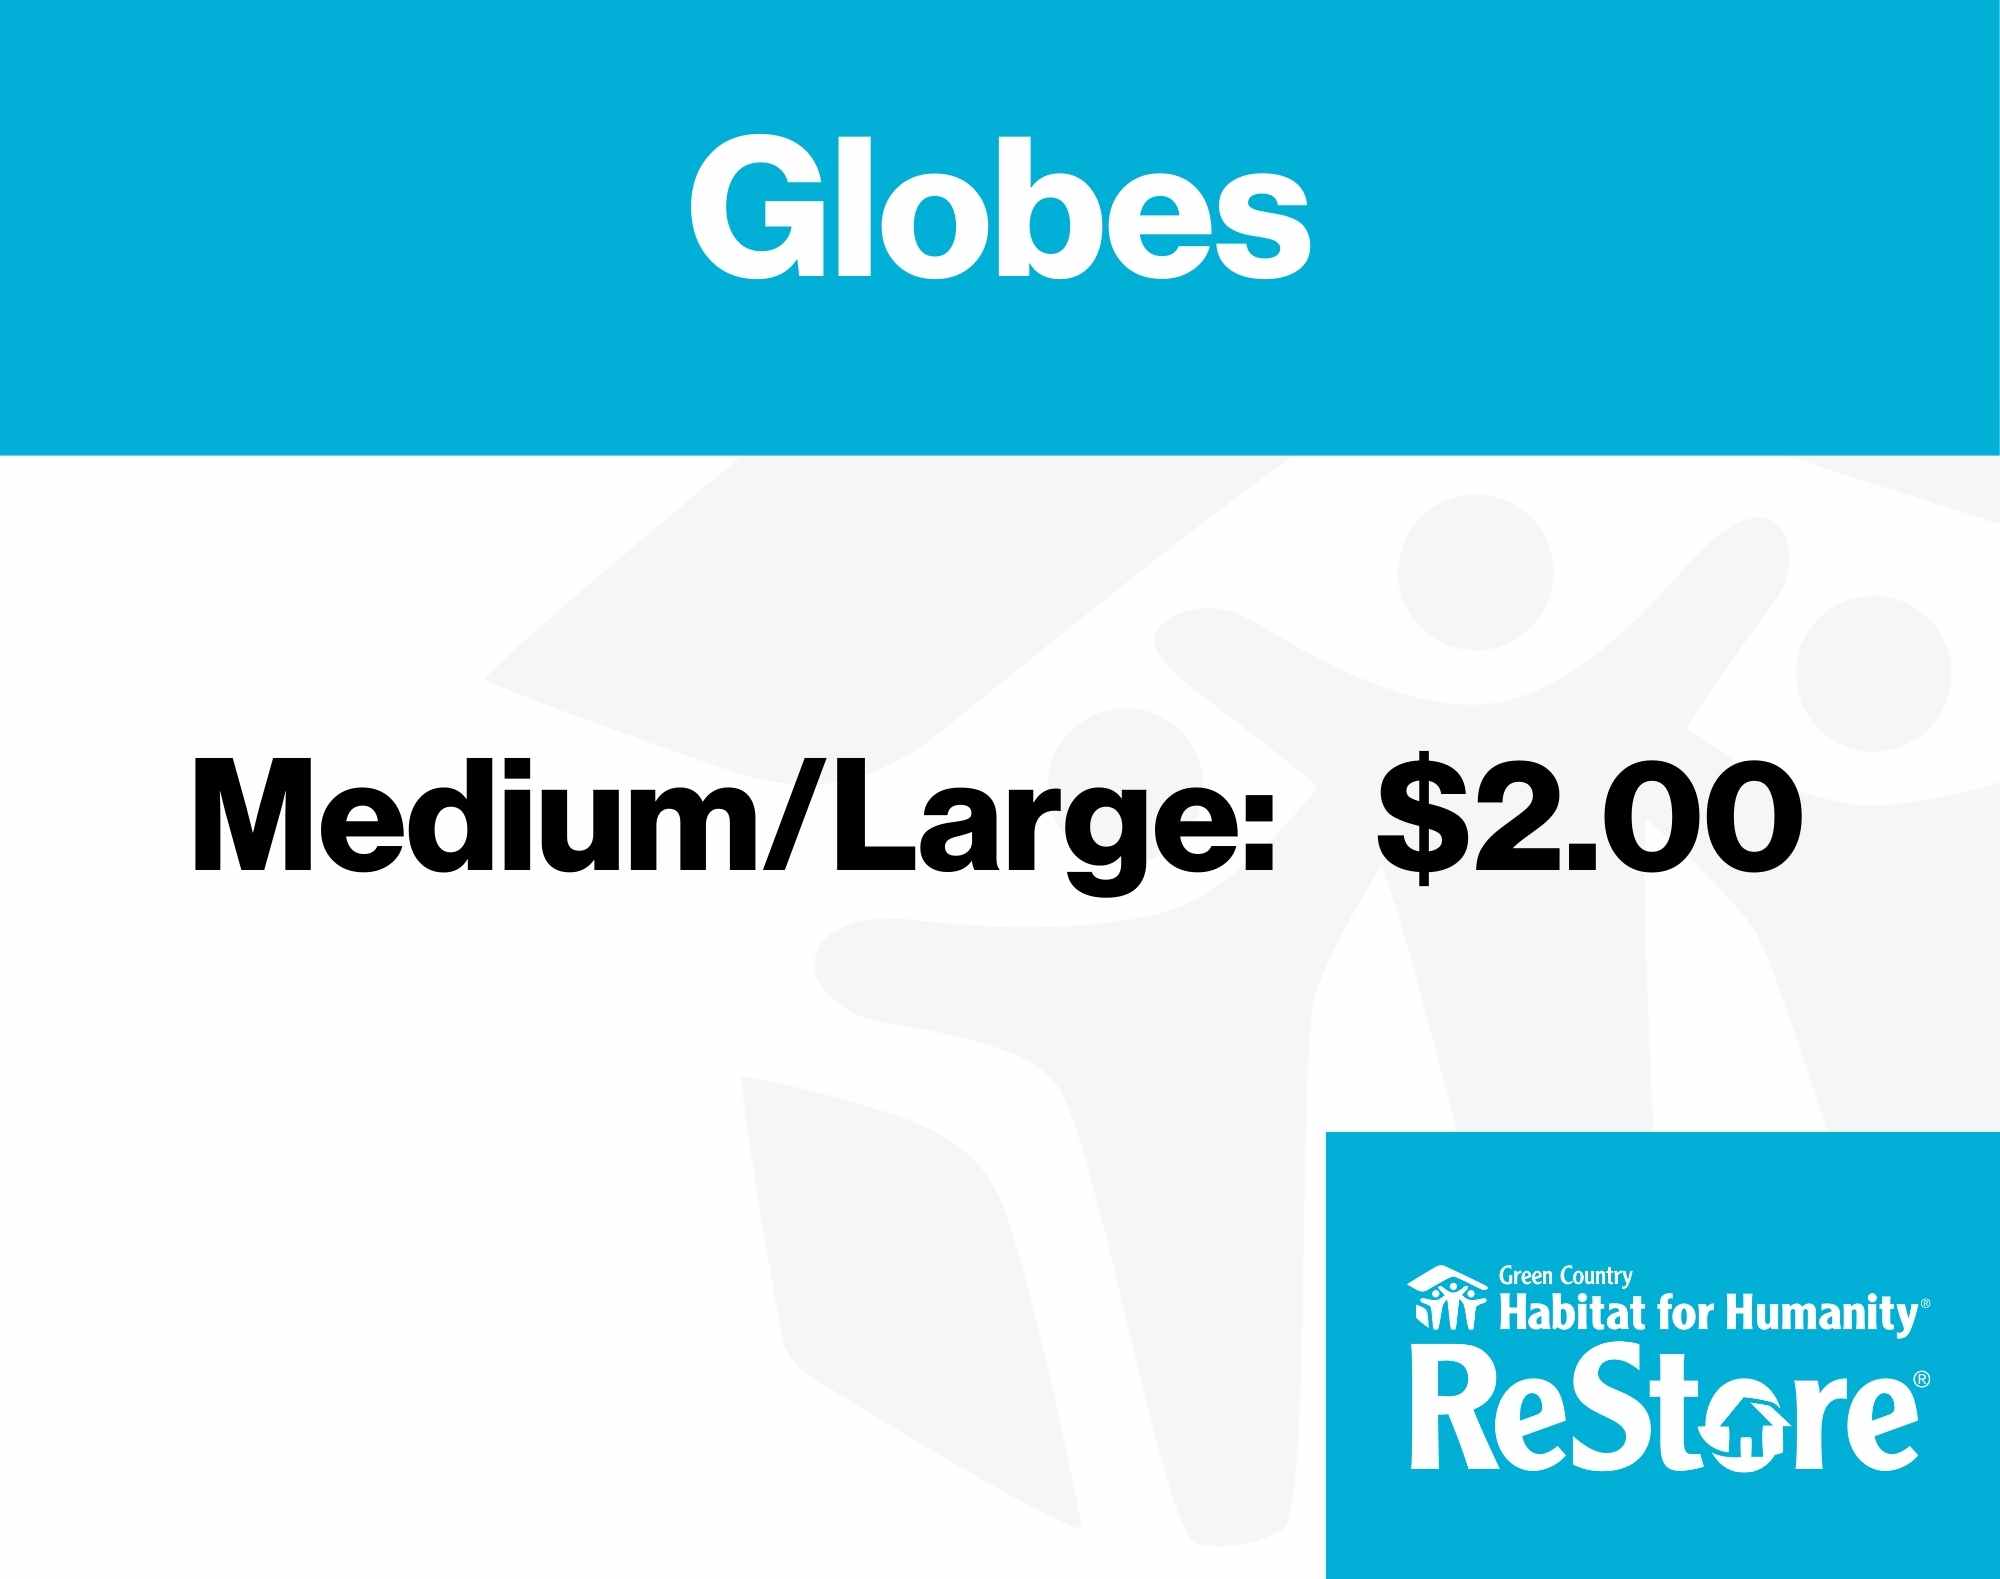 Globes
Medium/Large: $2.00
Green Country
Habitat for Humanity®
ReStore®